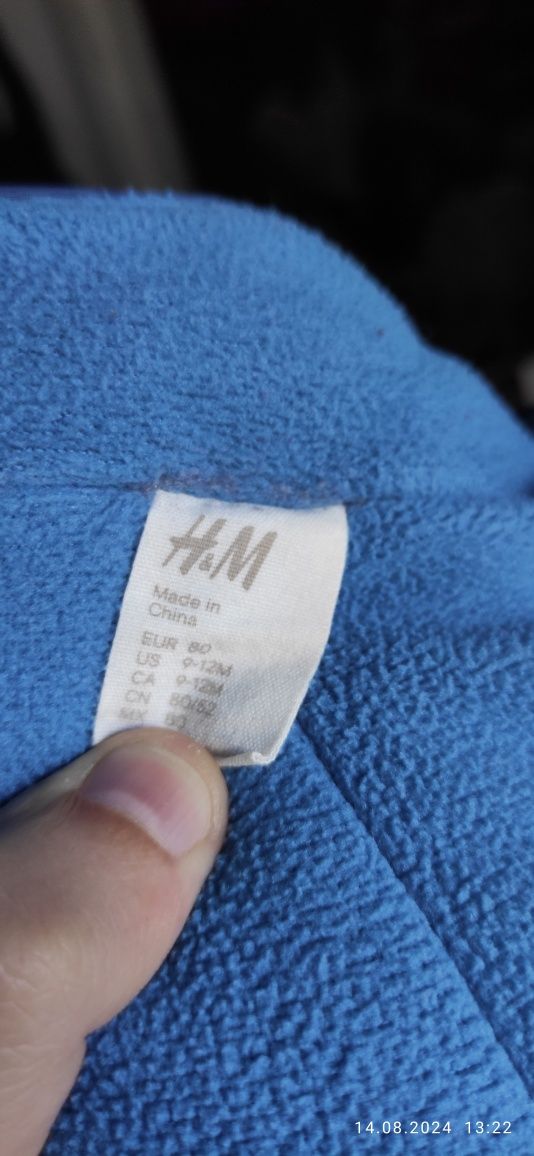 H&M
Made in
China
EUR 80
US 9-12M
CA 9-12M
CN 80/52
80
14.08.2024 13:22